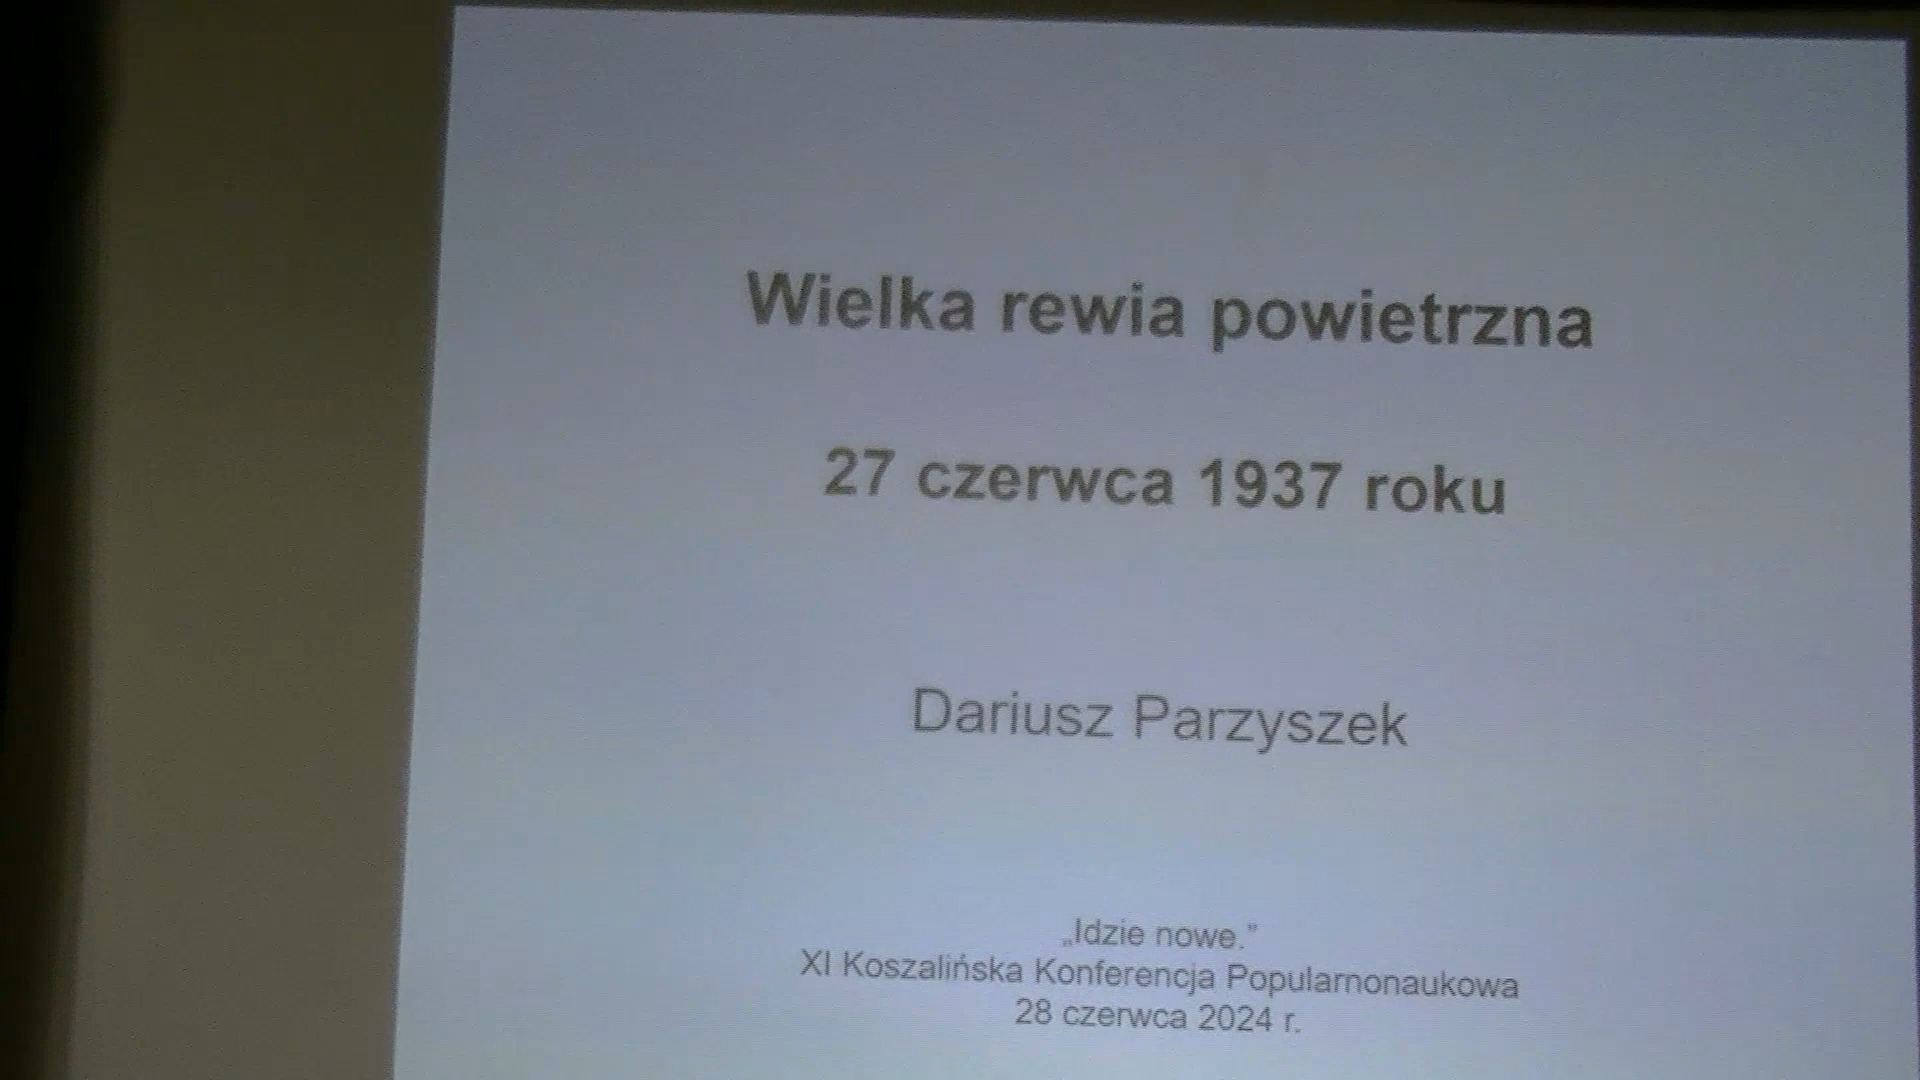 Wielka rewia powietrzna
27 czerwca 1937 roku
Dariusz Parzyszek
„Idzie nowe.”
XI Koszalińska Konferencja Popularnonaukowa
28 czerwca 2024 r.